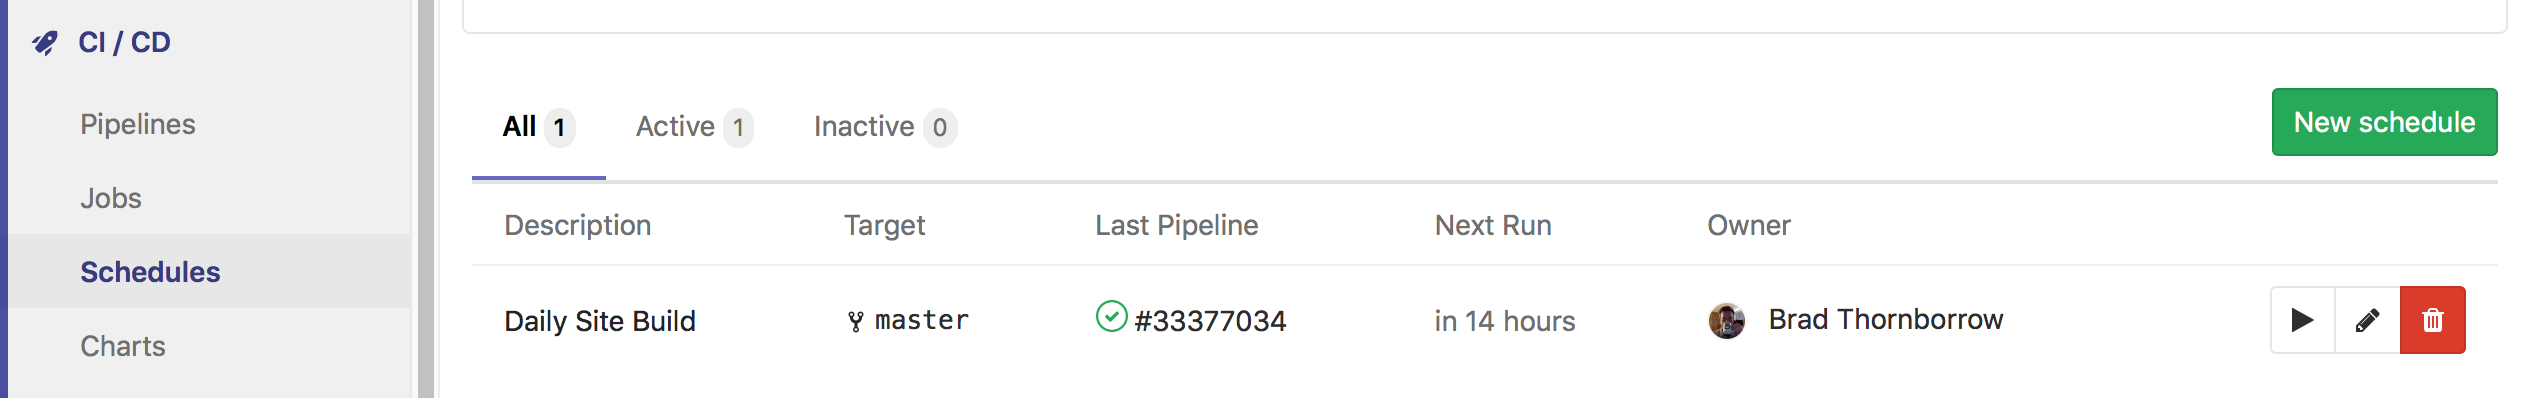 CI / CD
Pipelines
Jobs
Schedules
Charts
All 1 Active 1 Inactive 0
New schedule
Description Target Last Pipeline Next Run Owner
Daily Site Build master #33377034 in 14 hours Brad Thornborrow